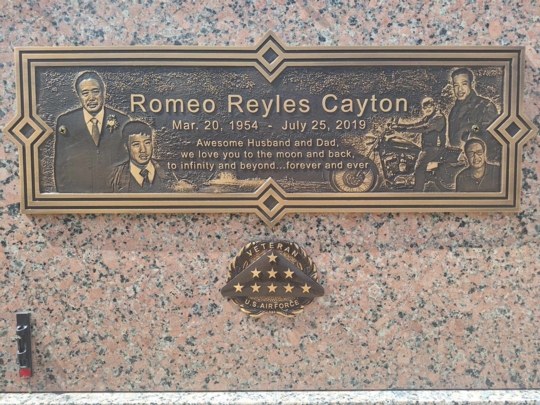 Romeo Reyles Cayton
Mar. 20, 1954 - July 25, 2019
Awesome Husband and Dad,
we love you to the moon and back,
to infinity and beyond...forever and ever
VETERAN
U.S. AIR FORCE